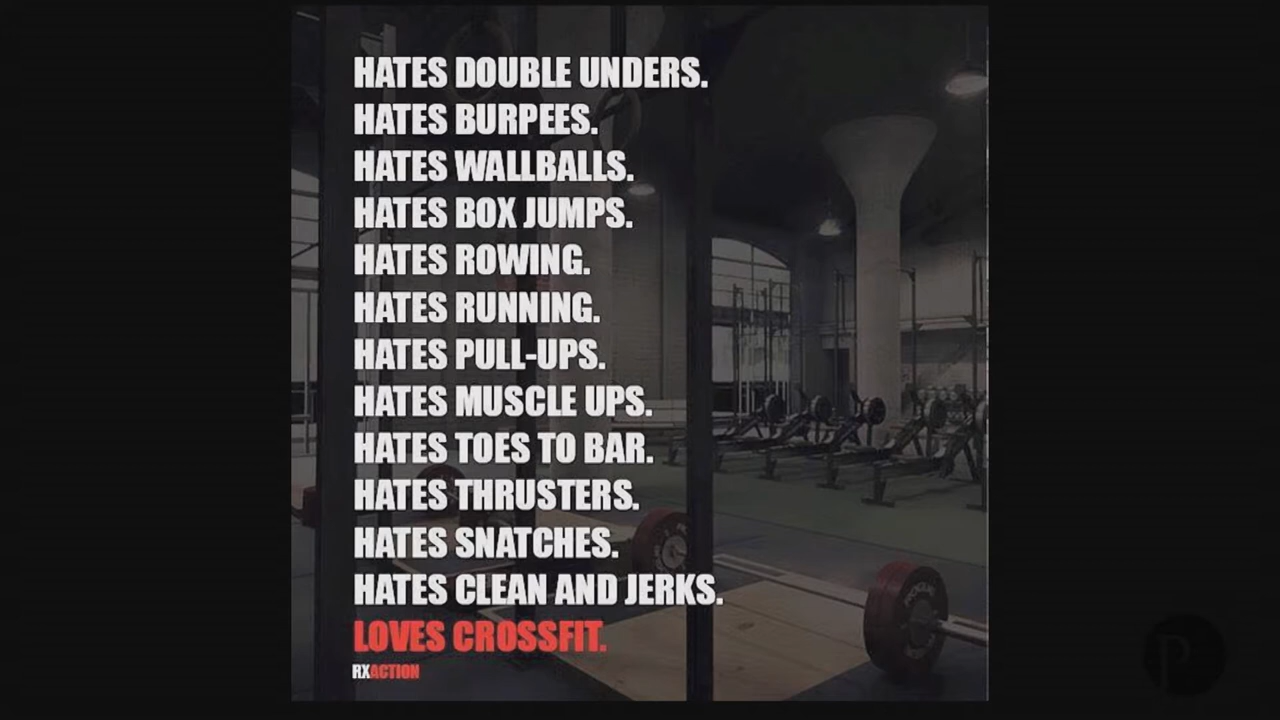 HATES DOUBLE UNDERS.
HATES BURPEES.
HATES WALLBALLS.
HATES BOX JUMPS.
HATES ROWING.
HATES RUNNING.
HATES PULL-UPS.
HATES MUSCLE UPS.
HATES TOES TO BAR.
HATES THRUSTERS.
HATES SNATCHES.
HATES CLEAN AND JERKS.
LOVES CROSSFIT.
RXACTION
ROGUE
P